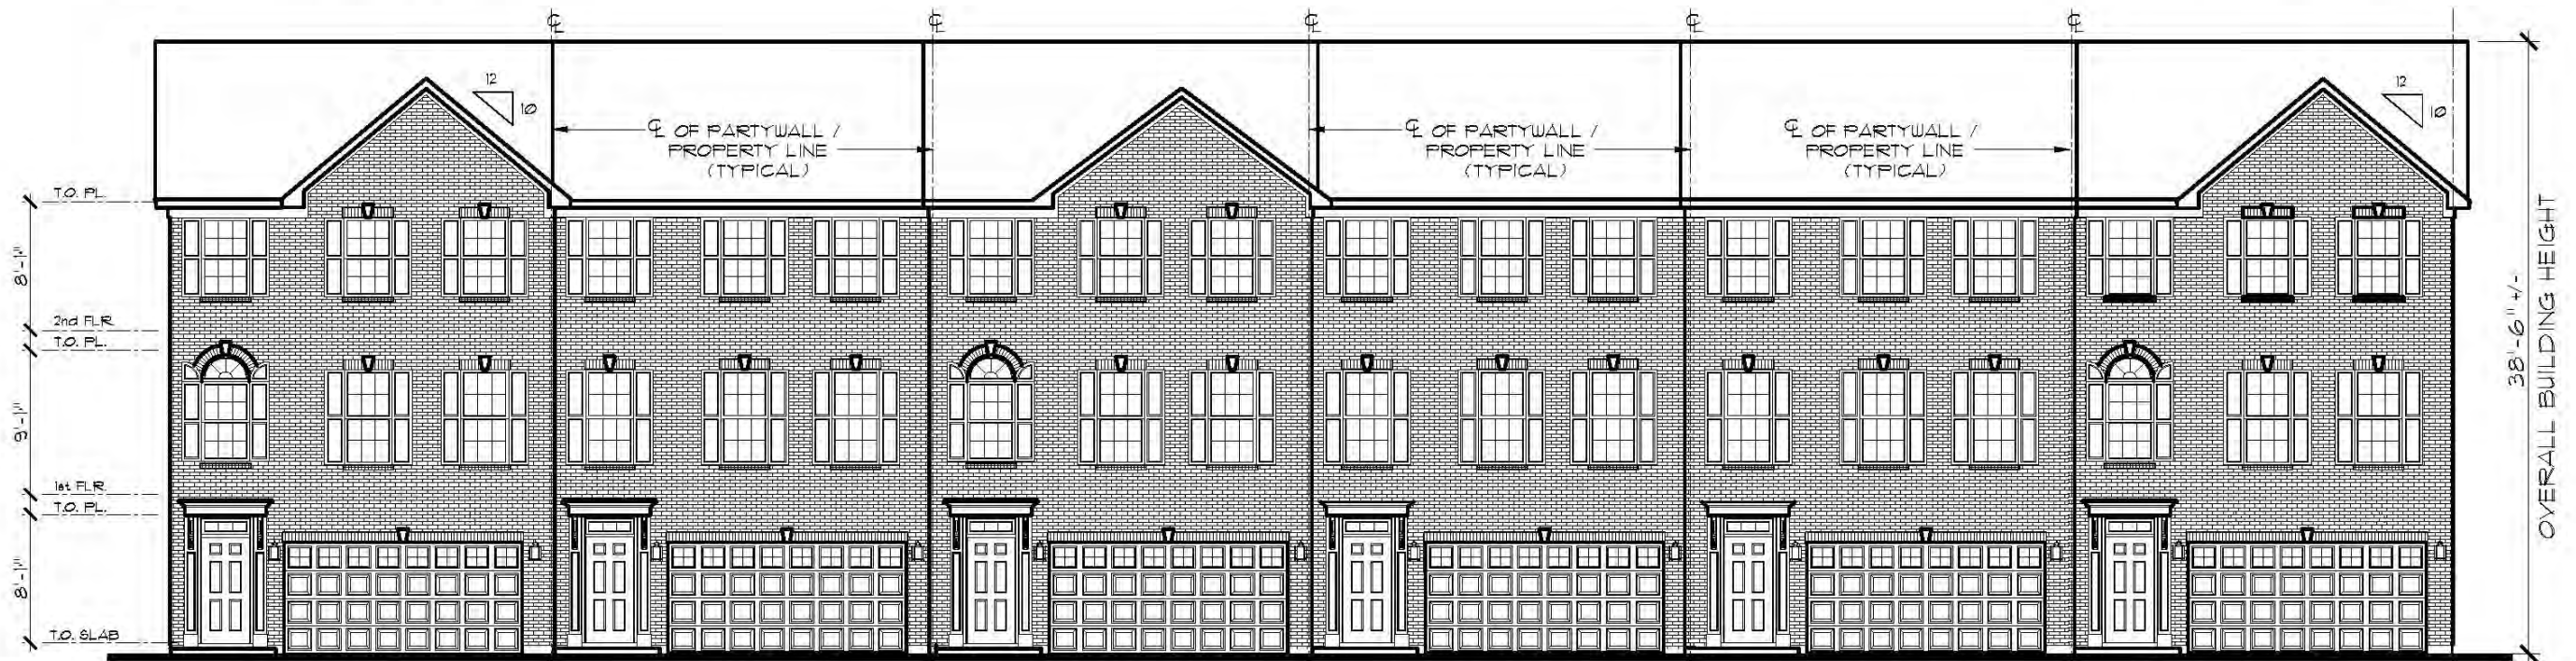 ℄ ℄ ℄ ℄ ℄
12
10
℄ OF PARTYWALL /
PROPERTY LINE
(TYPICAL)
℄ OF PARTYWALL /
PROPERTY LINE
(TYPICAL)
℄ OF PARTYWALL /
PROPERTY LINE
(TYPICAL)
12
10
T.O. PL.
8'-1"
2nd FLR.
T.O. PL.
9'-1"
1st FLR.
T.O. PL.
8'-1"
T.O. SLAB
38'-6" +/-
OVERALL BUILDING HEIGHT